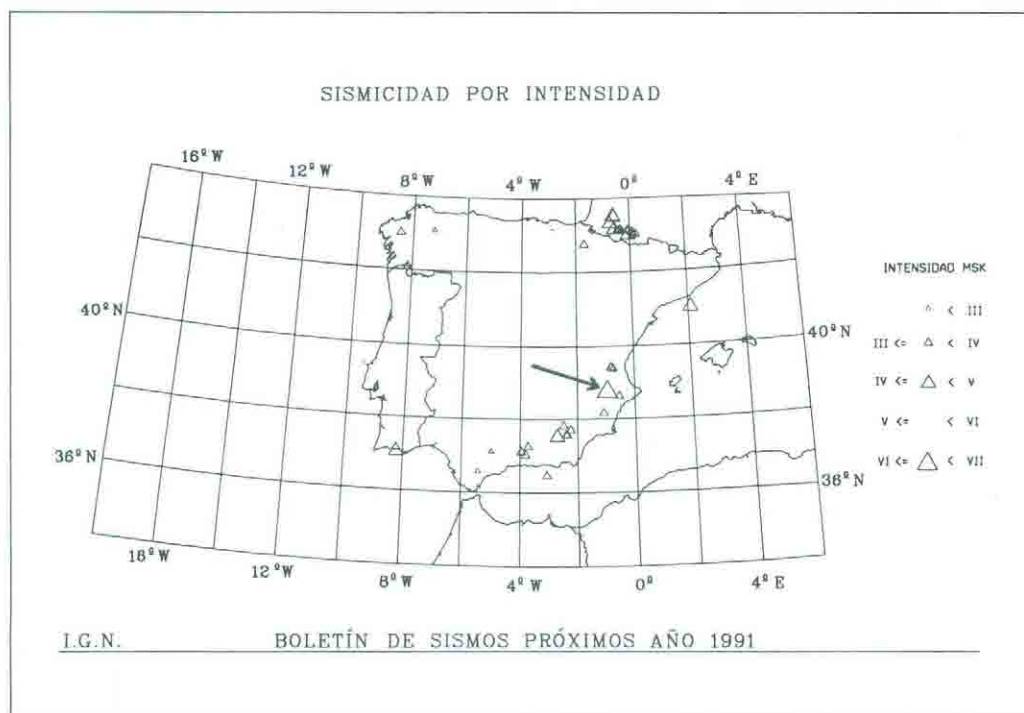 SISMICIDAD POR INTENSIDAD
16º W 12º W 8º W 4º W 0º 4º E
INTENSIDAD MSK
< III
40º N 40º N
III <= < IV
IV <= < V
V <= < VI
36º N 36º N
VI <= < VII
16º W 12º W 8º W 4º W 0º 4º E
I.G.N. BOLETÍN DE SISMOS PRÓXIMOS AÑO 1991